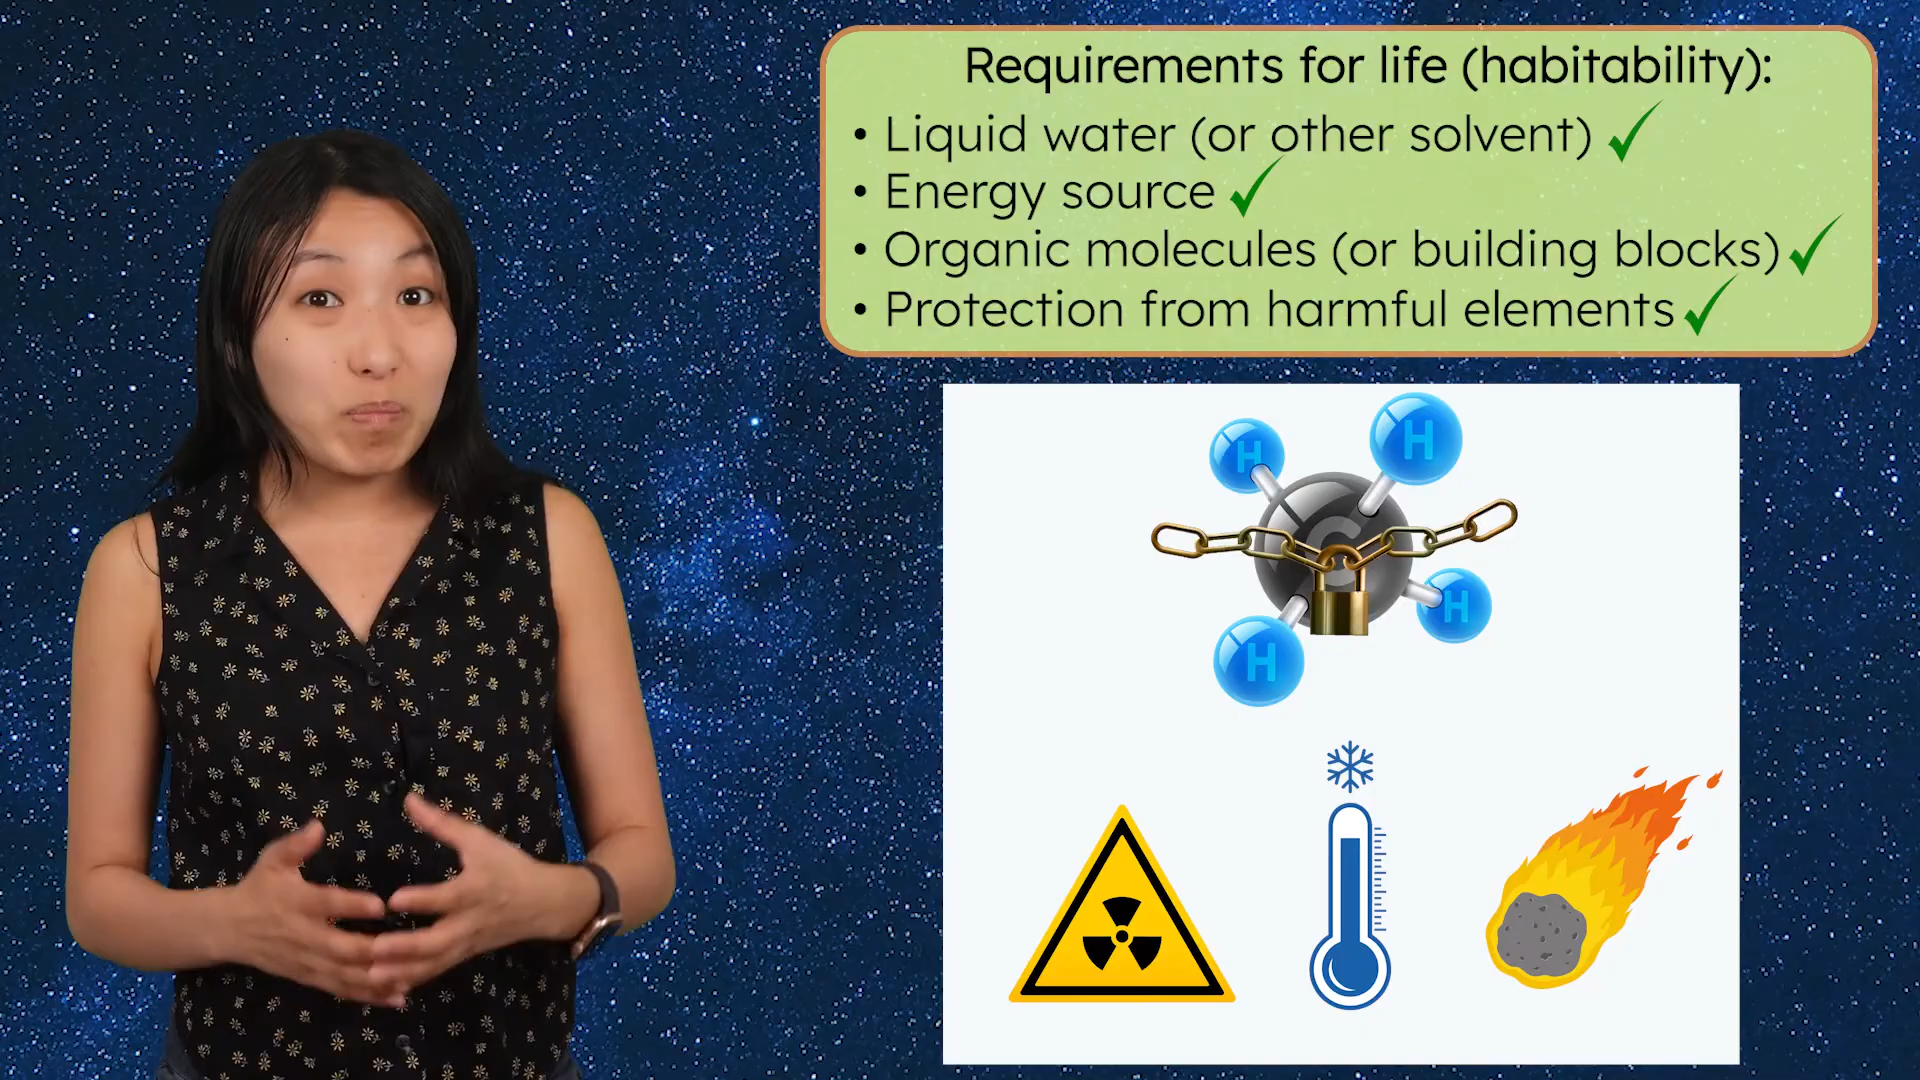 Requirements for life (habitability):
• Liquid water (or other solvent) ✓
• Energy source ✓
• Organic molecules (or building blocks) ✓
• Protection from harmful elements ✓
H
H
C
H
H